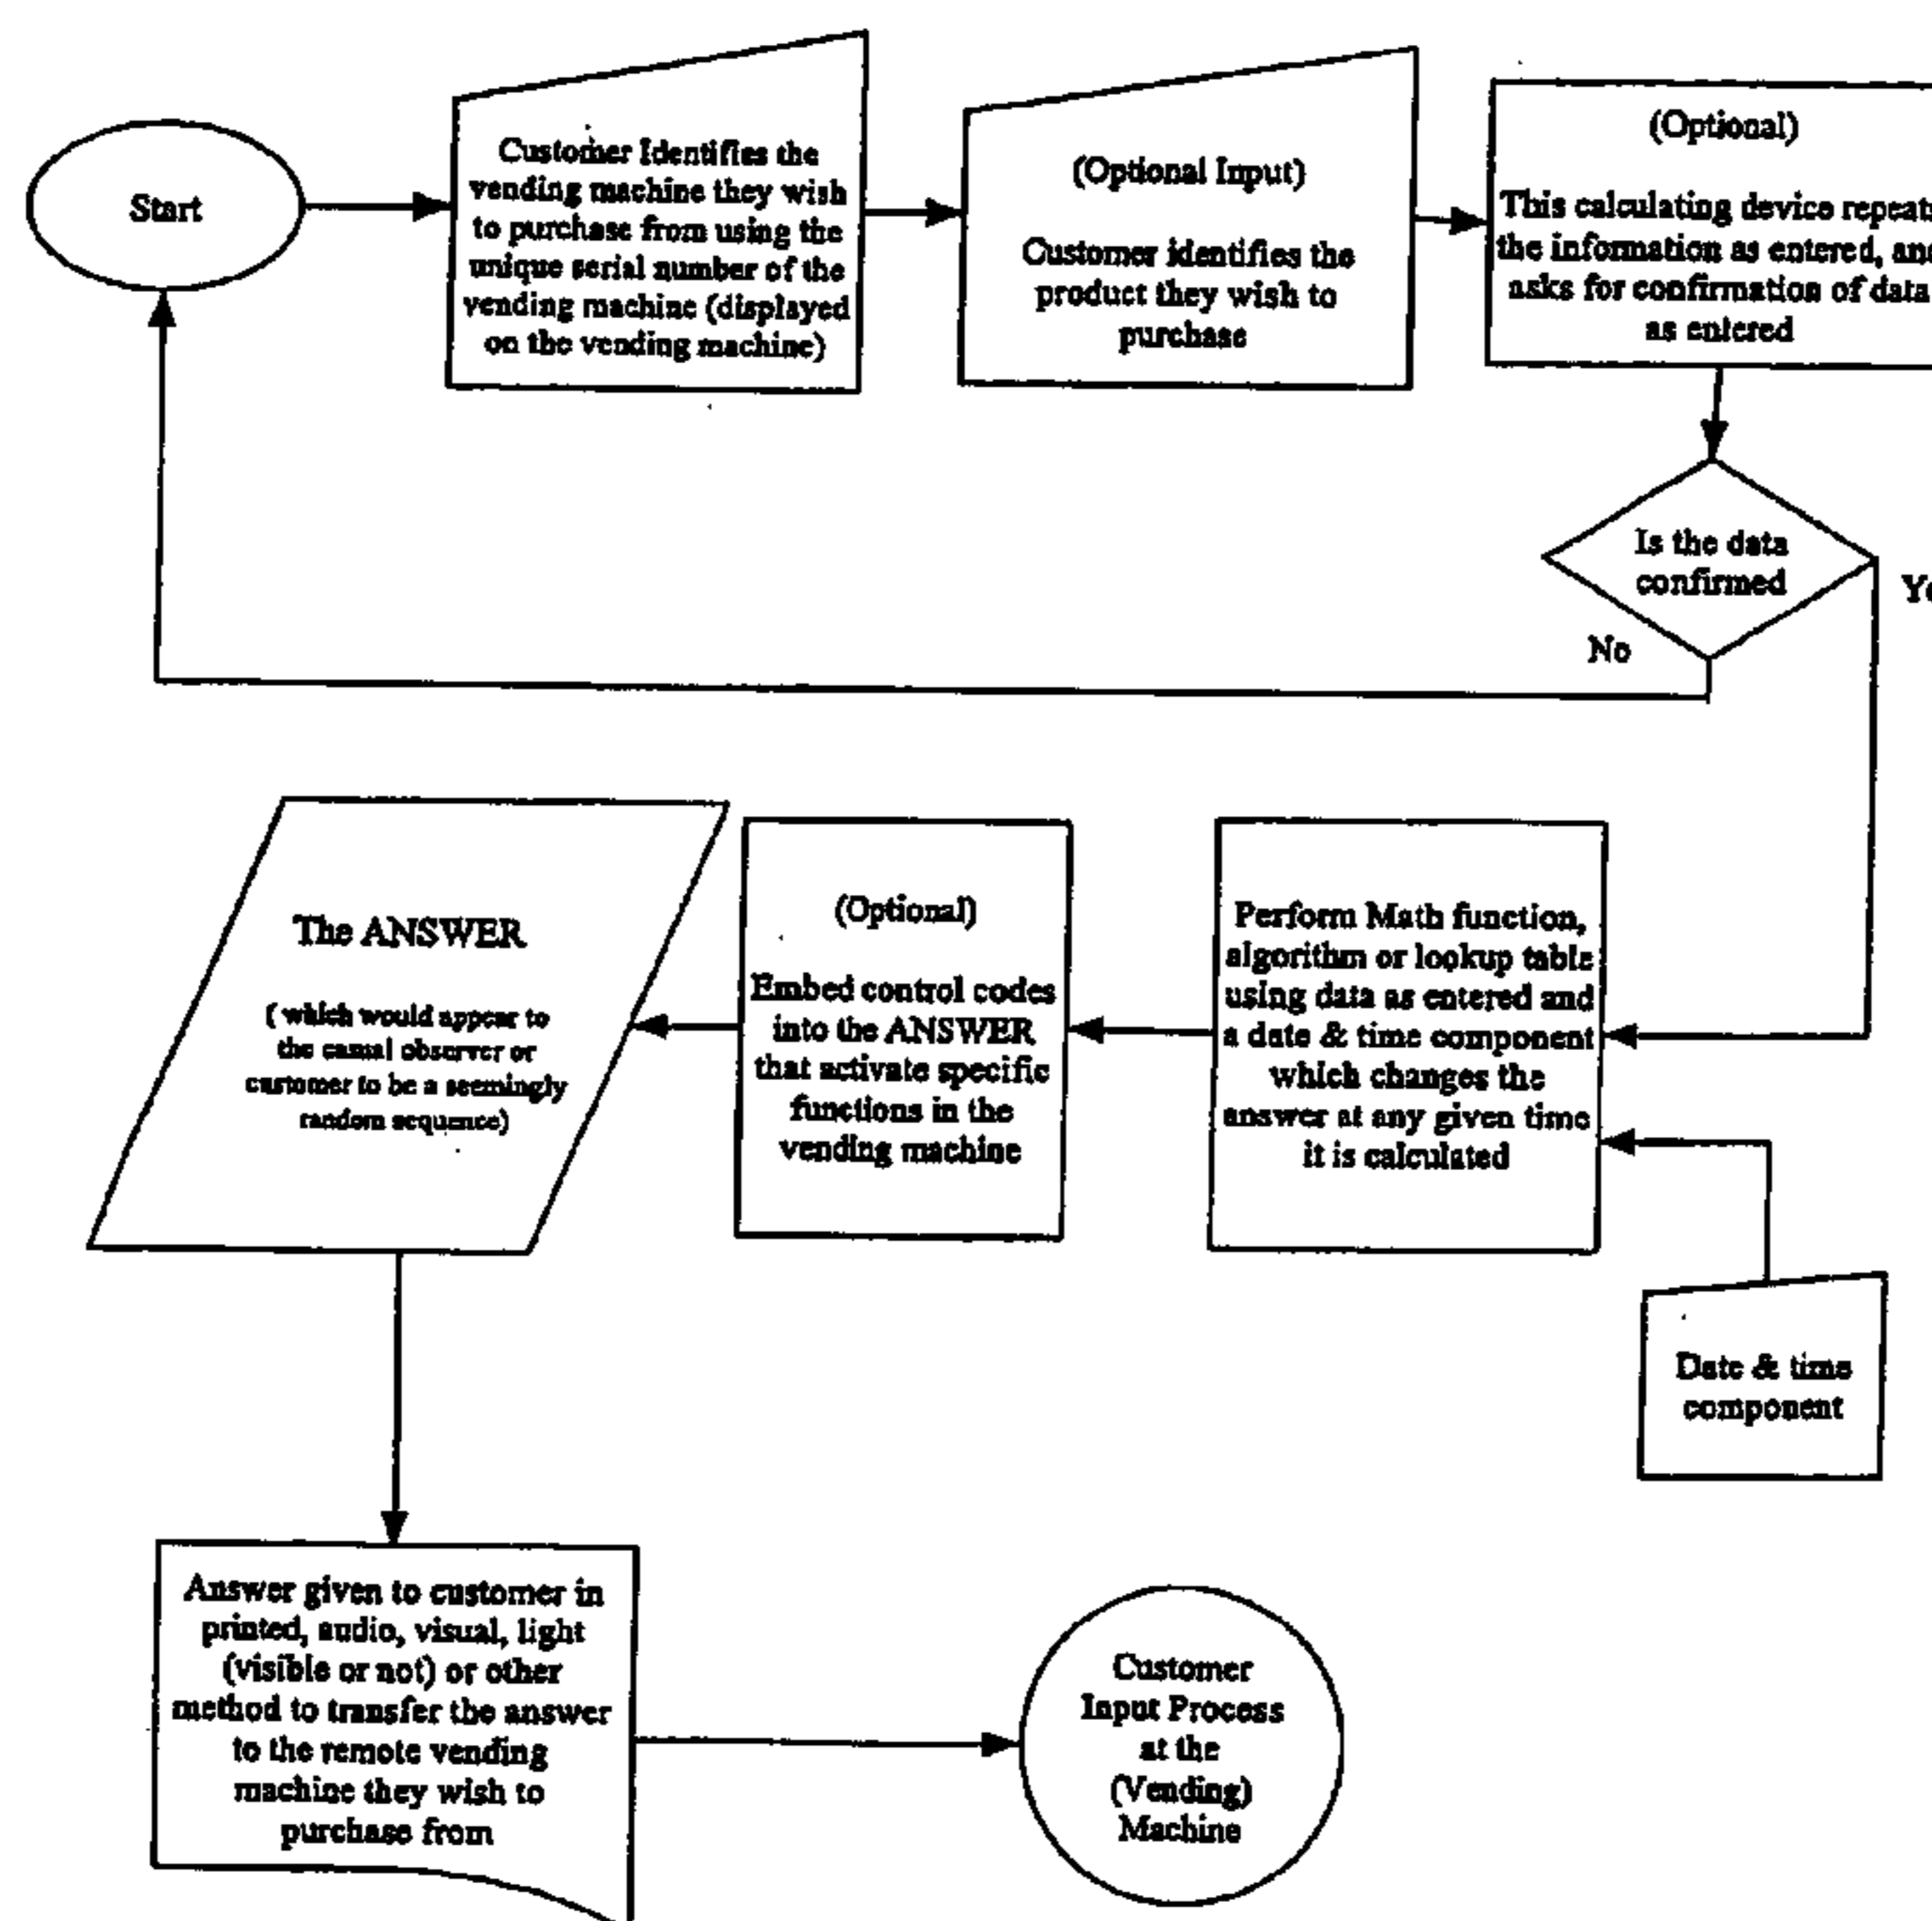 Start
Customer Identifies the
vending machine they wish
to purchase from using the
unique serial number of the
vending machine (displayed
on the vending machine)
(Optional Input)
Customer identifies the
product they wish to
purchase
(Optional)
This calculating device repeat
the information as entered, and
asks for confirmation of data
as entered
Is the data
confirmed
Ye
No
The ANSWER
( which would appear to
the casual observer or
customer to be a seemingly
random sequence)
(Optional)
Embed control codes
into the ANSWER
that activate specific
functions in the
vending machine
Perform Math function,
algorithm or lookup table
using data as entered and
a date & time component
which changes the
answer at any given time
it is calculated
Date & time
component
Answer given to customer in
printed, audio, visual, light
(visible or not) or other
method to transfer the answer
to the remote vending
machine they wish to
purchase from
Customer
Input Process
at the
(Vending)
Machine